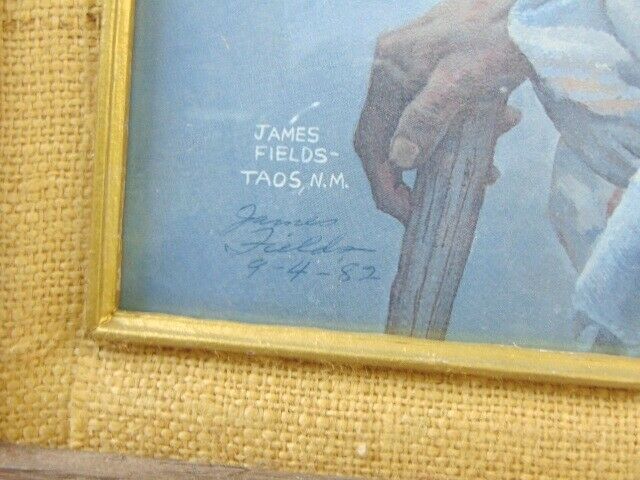 JAMES
FIELDS-
TAOS, N.M.
James
Fields
9-4-82